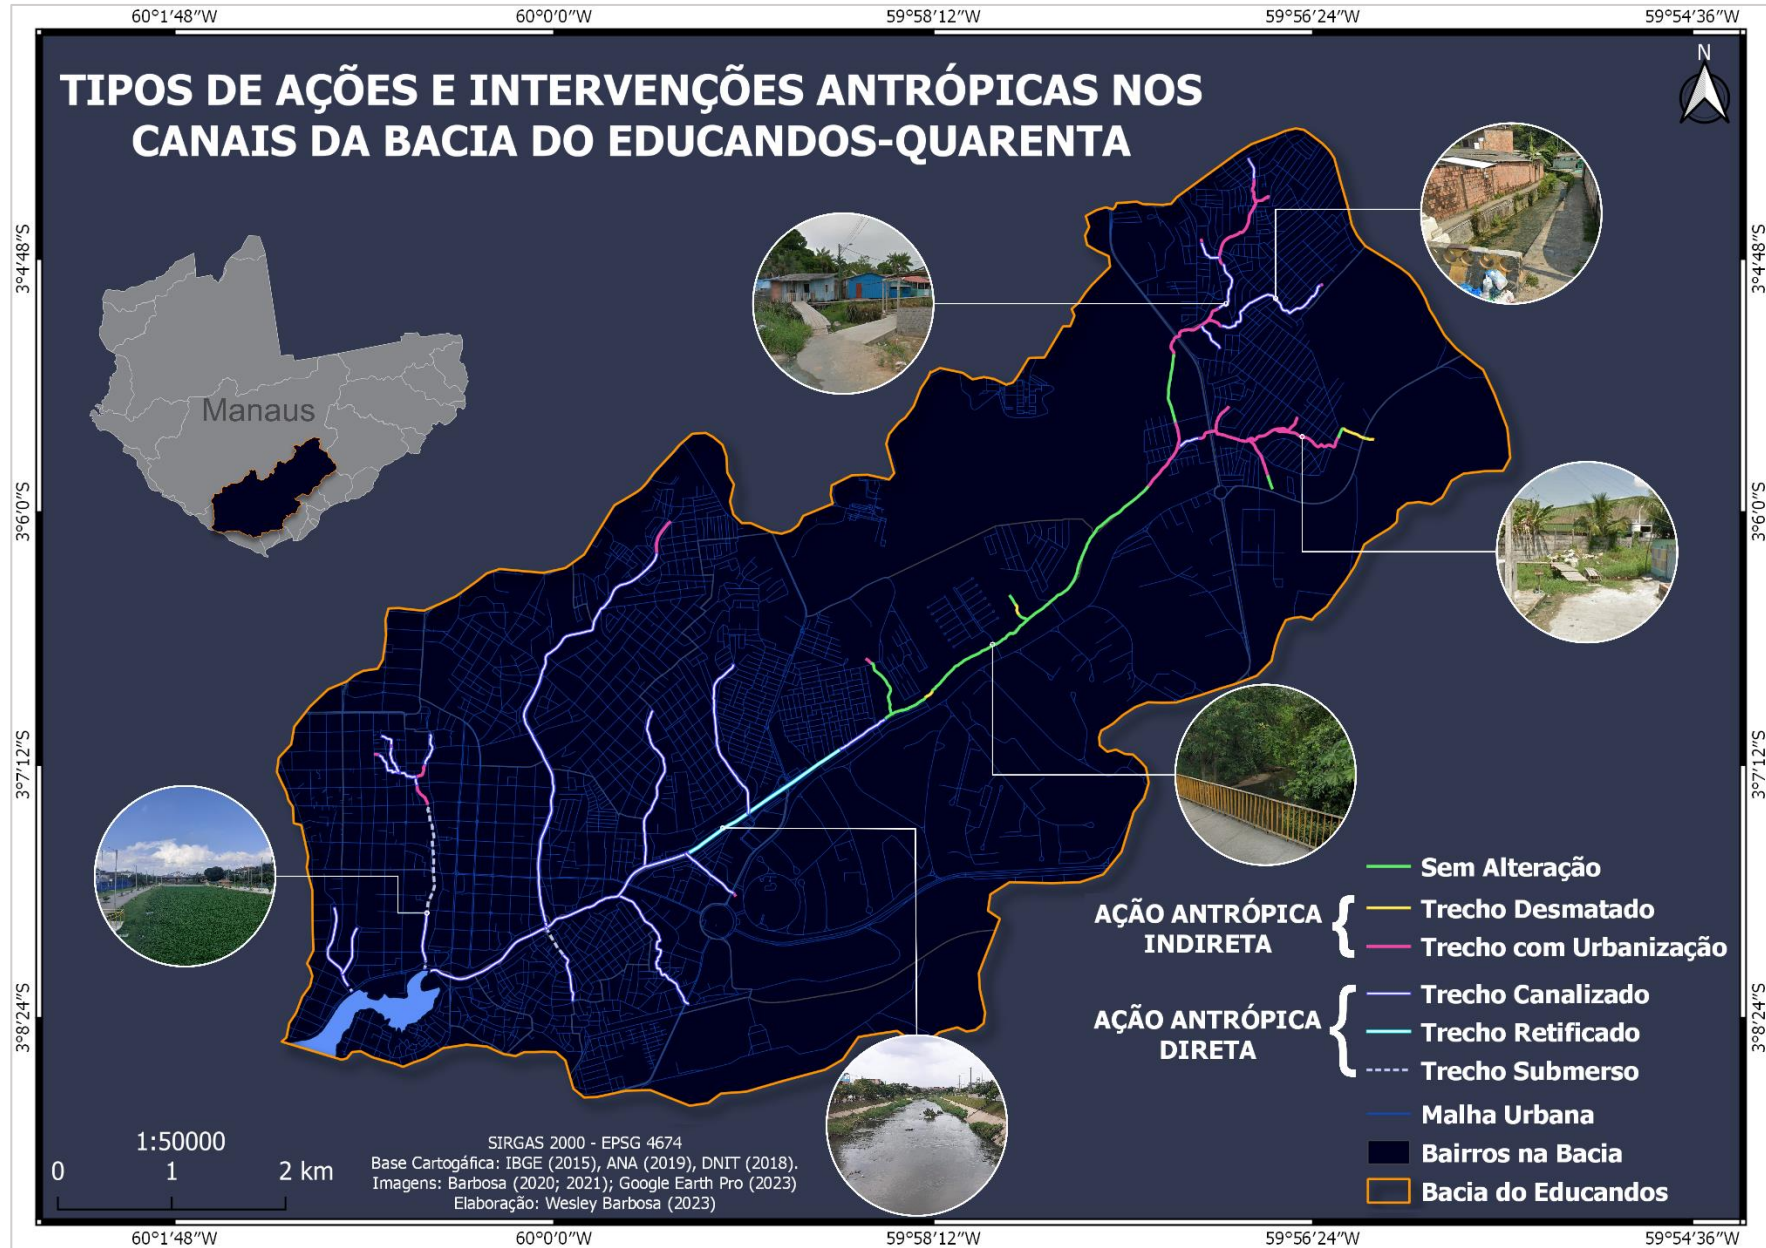 60°1'48"W
60°0'0"W
59°58'12"W
59°56'24"W
59°54'36"W
N
TIPOS DE AÇÕES E INTERVENÇÕES ANTRÓPICAS NOS
CANAIS DA BACIA DO EDUCANDOS-QUARENTA
3°4'48"S
3°4'48"S
Manaus
3°6'0"S
3°6'0"S
3°7'12"S
3°7'12"S
Sem Alteração
AÇÃO ANTRÓPICA
INDIRETA
Trecho Desmatado
Trecho com Urbanização
AÇÃO ANTRÓPICA
DIRETA
Trecho Canalizado
Trecho Retificado
Trecho Submerso
3°8'24"S
3°8'24"S
Malha Urbana
Bairros na Bacia
Bacia do Educandos
1:50000
0 1 2 km
SIRGAS 2000 - EPSG 4674
Base Cartogáfica: IBGE (2015), ANA (2019), DNIT (2018).
Imagens: Barbosa (2020; 2021); Google Earth Pro (2023)
Elaboração: Wesley Barbosa (2023)
60°1'48"W
60°0'0"W
59°58'12"W
59°56'24"W
59°54'36"W